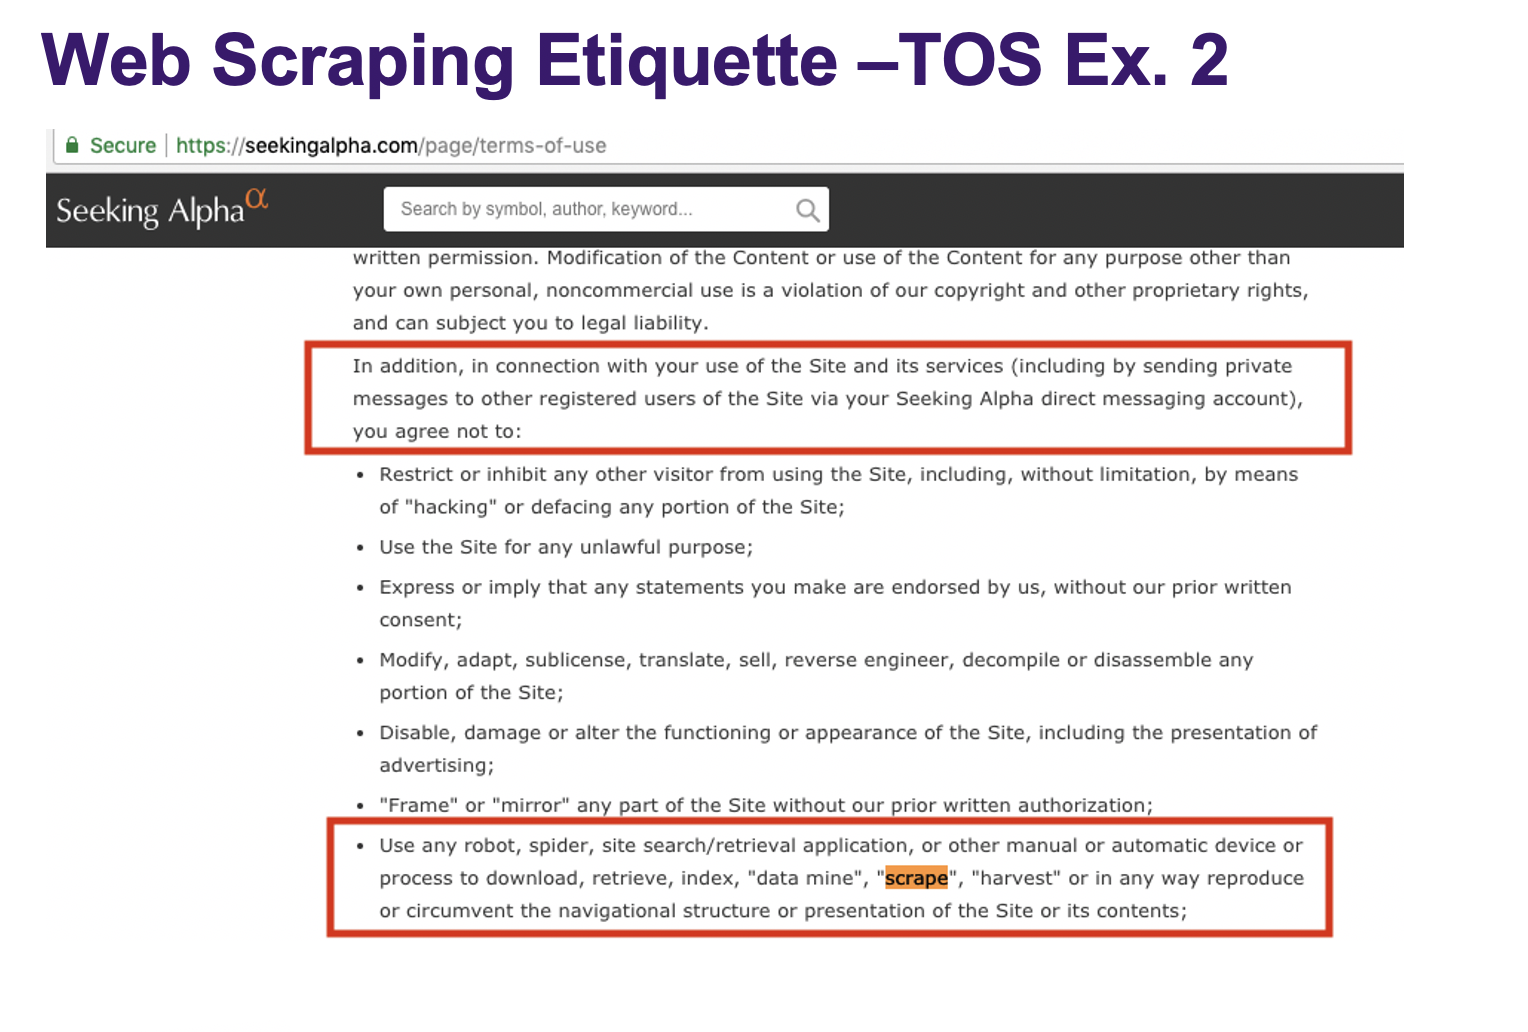 Web Scraping Etiquette –TOS Ex. 2
Secure https://seekingalpha.com/page/terms-of-use
Seeking Alpha α
Search by symbol, author, keyword...
written permission. Modification of the Content or use of the Content for any purpose other than
your own personal, noncommercial use is a violation of our copyright and other proprietary rights,
and can subject you to legal liability.
In addition, in connection with your use of the Site and its services (including by sending private
messages to other registered users of the Site via your Seeking Alpha direct messaging account),
you agree not to:
• Restrict or inhibit any other visitor from using the Site, including, without limitation, by means
of "hacking" or defacing any portion of the Site;
• Use the Site for any unlawful purpose;
• Express or imply that any statements you make are endorsed by us, without our prior written
consent;
• Modify, adapt, sublicense, translate, sell, reverse engineer, decompile or disassemble any
portion of the Site;
• Disable, damage or alter the functioning or appearance of the Site, including the presentation of
advertising;
• "Frame" or "mirror" any part of the Site without our prior written authorization;
• Use any robot, spider, site search/retrieval application, or other manual or automatic device or
process to download, retrieve, index, "data mine", "scrape", "harvest" or in any way reproduce
or circumvent the navigational structure or presentation of the Site or its contents;